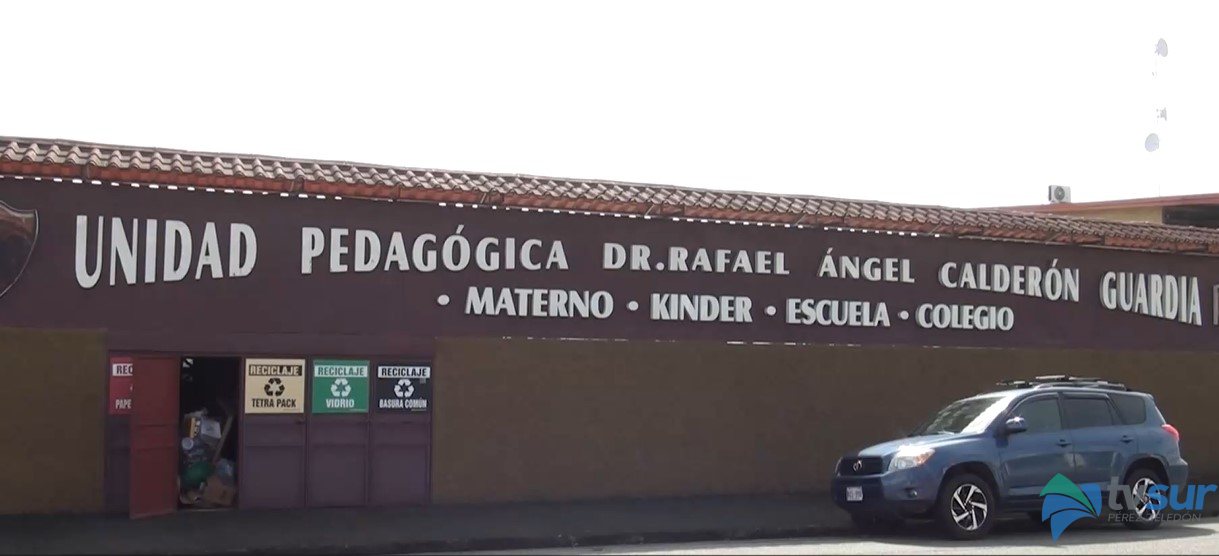 UNIDAD PEDAGÓGICA DR. RAFAEL ÁNGEL CALDERÓN GUARDIA
• MATERNO • KINDER • ESCUELA • COLEGIO
RECICLAJE
TETRA PACK
RECICLAJE
VIDRIO
RECICLAJE
BASURA COMÚN
tvsur
PÉREZ ZELEDÓN